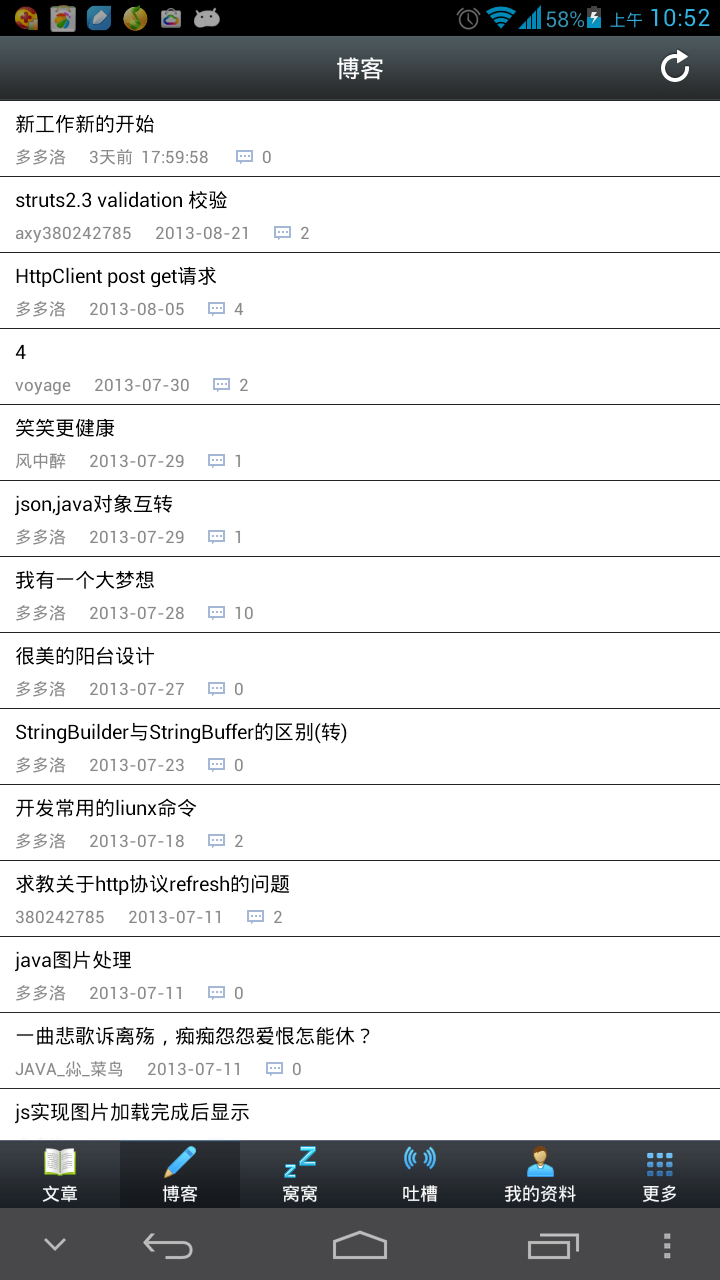 58% 上午 10:52
博客
新工作新的开始
多多洛 3天前 17:59:58 0
struts2.3 validation 校验
axy380242785 2013-08-21 2
HttpClient post get请求
多多洛 2013-08-05 4
4
voyage 2013-07-30 2
笑笑更健康
风中醉 2013-07-29 1
json,java对象互转
多多洛 2013-07-29 1
我有一个大梦想
多多洛 2013-07-28 10
很美的阳台设计
多多洛 2013-07-27 0
StringBuilder与StringBuffer的区别(转)
多多洛 2013-07-23 0
开发常用的liunx命令
多多洛 2013-07-18 2
求教关于http协议refresh的问题
380242785 2013-07-11 2
java图片处理
多多洛 2013-07-11 0
一曲悲歌诉离殇，痴痴怨怨爱恨怎能休？
JAVA_尛_菜鸟 2013-07-11 0
js实现图片加载完成后显示
文章 博客 窝窝 吐槽 我的资料 更多